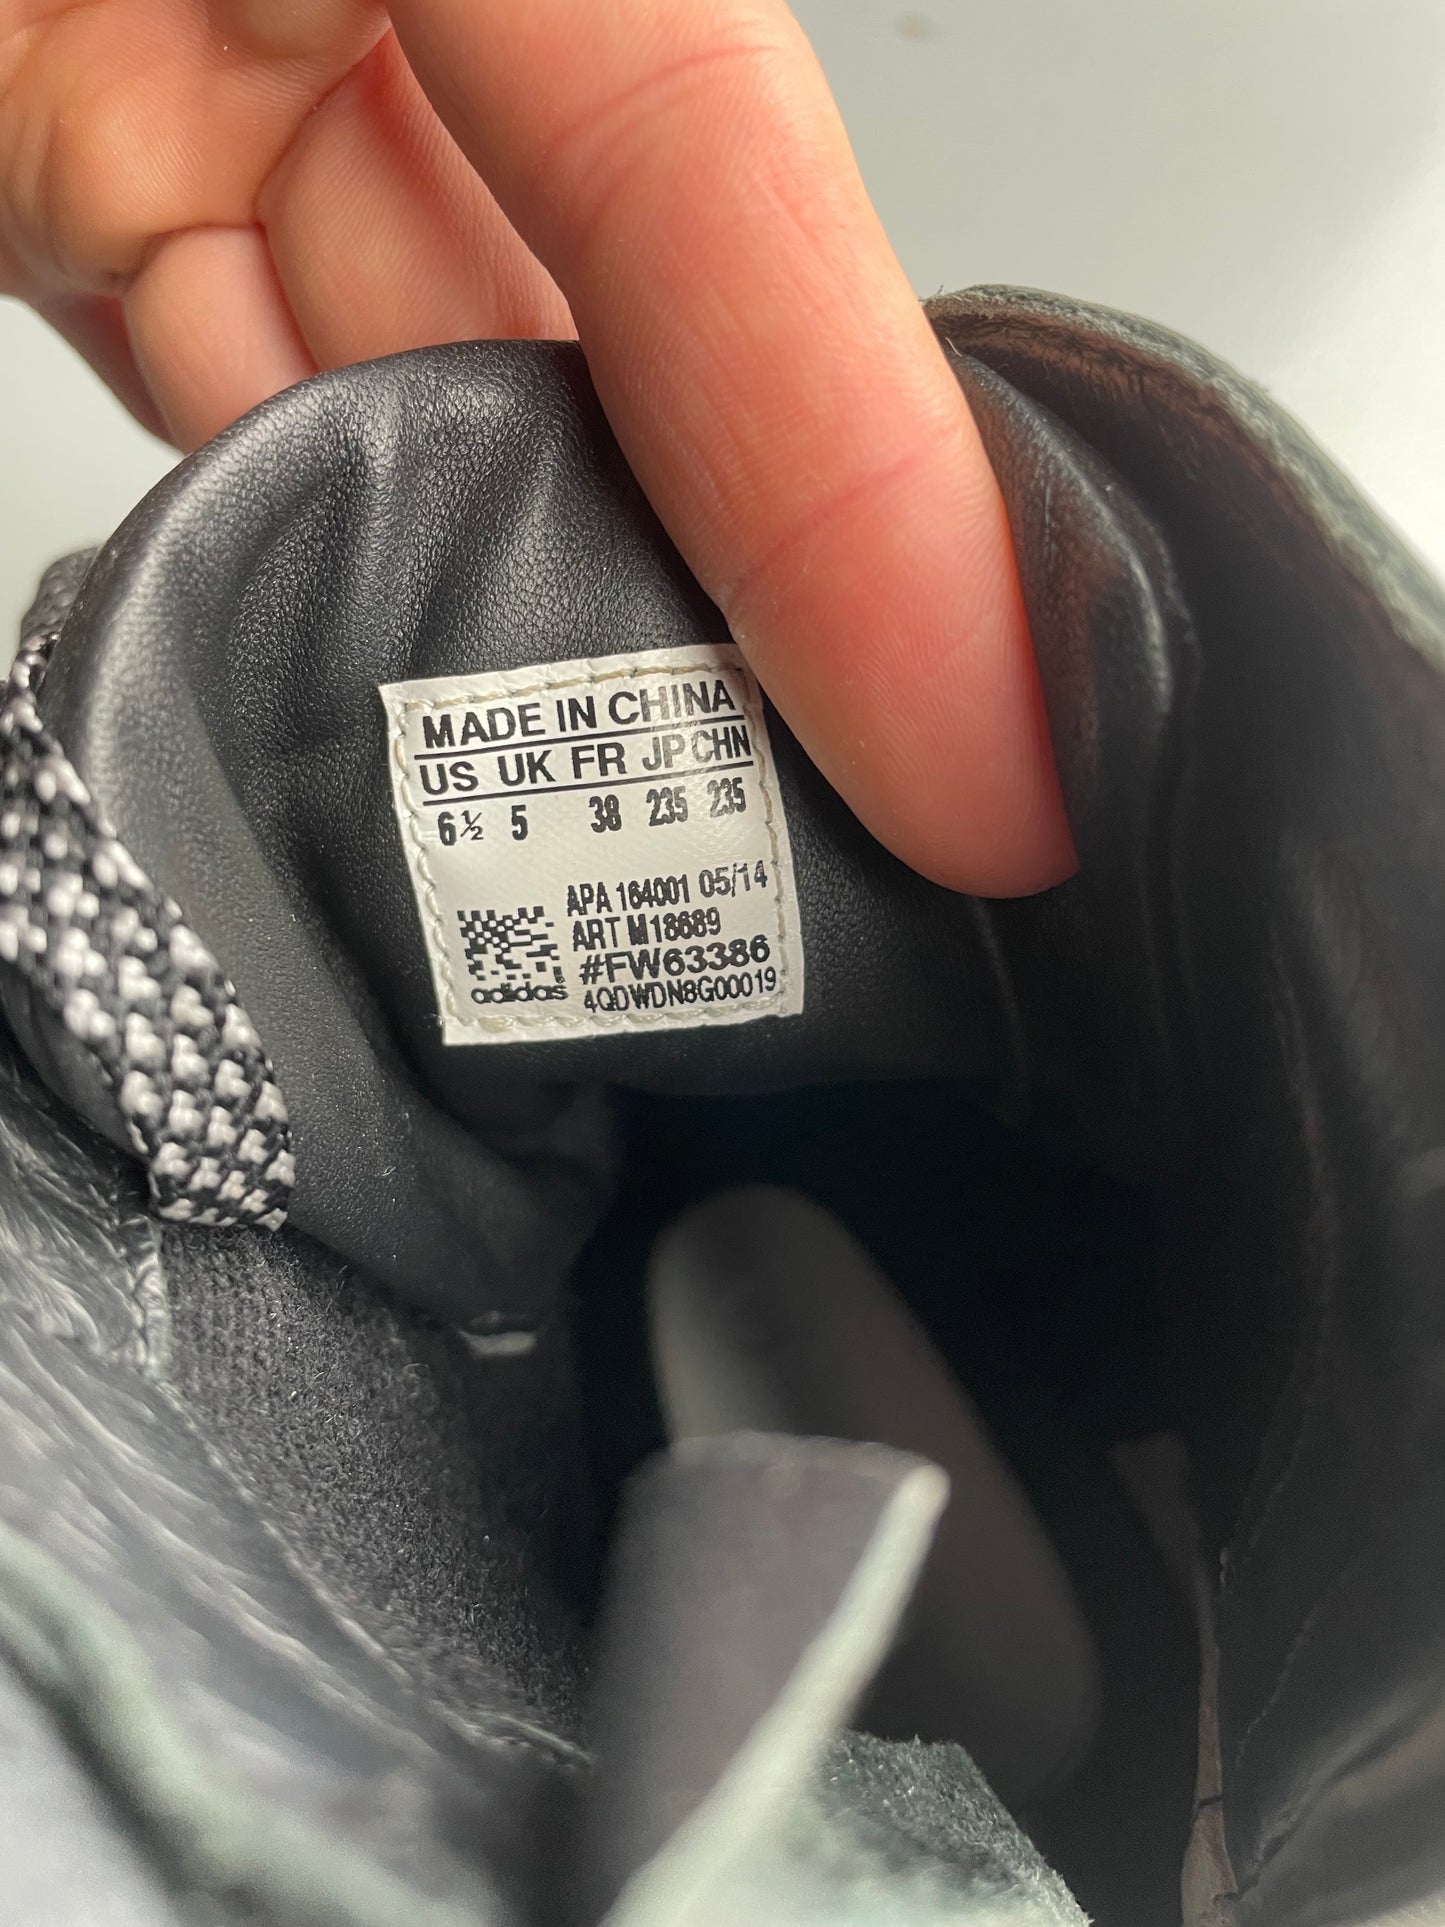 MADE IN CHINA
US UK FR JP CHN
6½ 5 38 235 235
APA 164001 05/14
ART M18689
#FW63386
adidas 4QDWDN8G00019